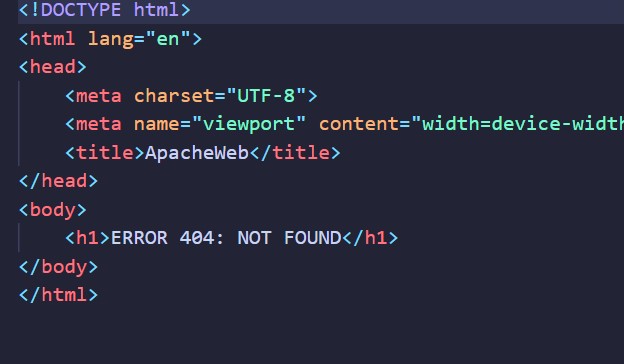 <!DOCTYPE html>
<html lang="en">
<head>
    <meta charset="UTF-8">
    <meta name="viewport" content="width=device-width
    <title>ApacheWeb</title>
</head>
<body>
    <h1>ERROR 404: NOT FOUND</h1>
</body>
</html>